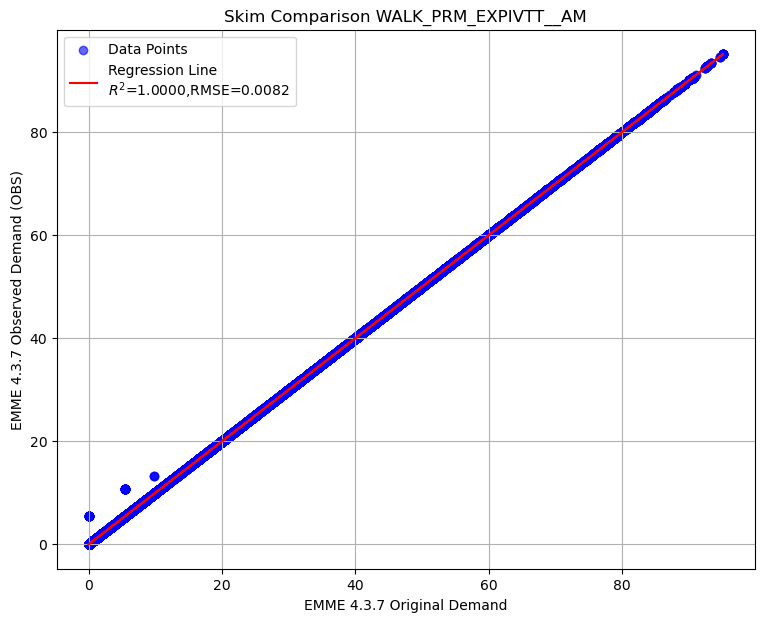 Skim Comparison WALK_PRM_EXPIVTT__AM
Data Points
Regression Line
R²=1.0000,RMSE=0.0082
EMME 4.3.7 Observed Demand (OBS)
80
60
40
20
0
0 20 40 60 80
EMME 4.3.7 Original Demand